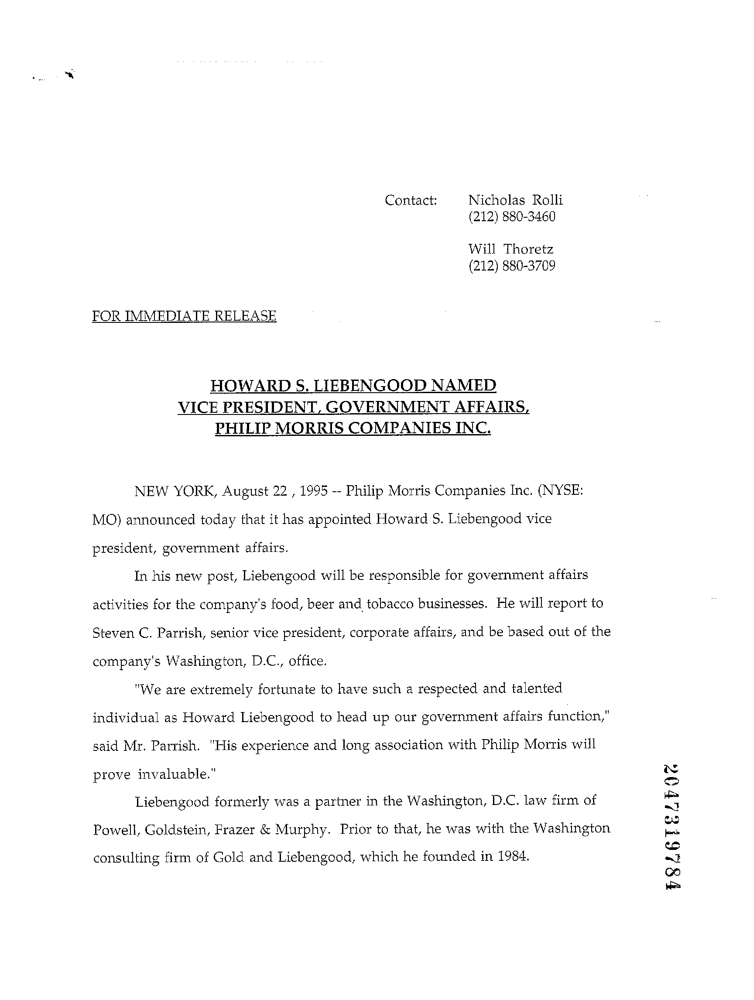 Contact: Nicholas Rolli
(212) 880-3460
Will Thoretz
(212) 880-3709
FOR IMMEDIATE RELEASE
HOWARD S. LIEBENGOOD NAMED
VICE PRESIDENT, GOVERNMENT AFFAIRS,
PHILIP MORRIS COMPANIES INC.
NEW YORK, August 22 , 1995 -- Philip Morris Companies Inc. (NYSE:
MO) announced today that it has appointed Howard S. Liebengood vice
president, government affairs.
In his new post, Liebengood will be responsible for government affairs
activities for the company's food, beer and tobacco businesses. He will report to
Steven C. Parrish, senior vice president, corporate affairs, and be based out of the
company's Washington, D.C., office.
"We are extremely fortunate to have such a respected and talented
individual as Howard Liebengood to head up our government affairs function,"
said Mr. Parrish. "His experience and long association with Philip Morris will
prove invaluable."
Liebengood formerly was a partner in the Washington, D.C. law firm of
Powell, Goldstein, Frazer & Murphy. Prior to that, he was with the Washington
consulting firm of Gold and Liebengood, which he founded in 1984.
2047319784